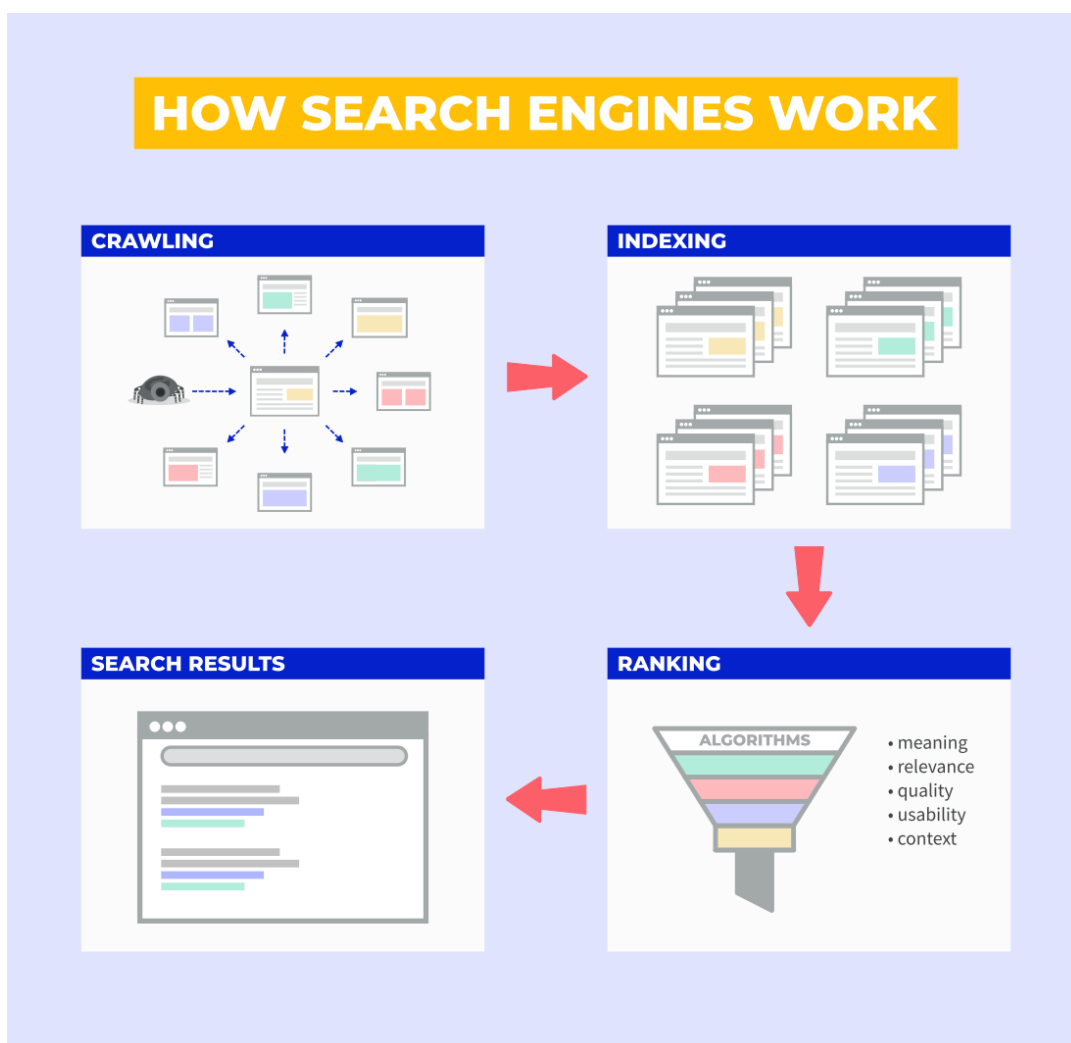 HOW SEARCH ENGINES WORK
CRAWLING
INDEXING
SEARCH RESULTS
RANKING
ALGORITHMS
• meaning
• relevance
• quality
• usability
• context